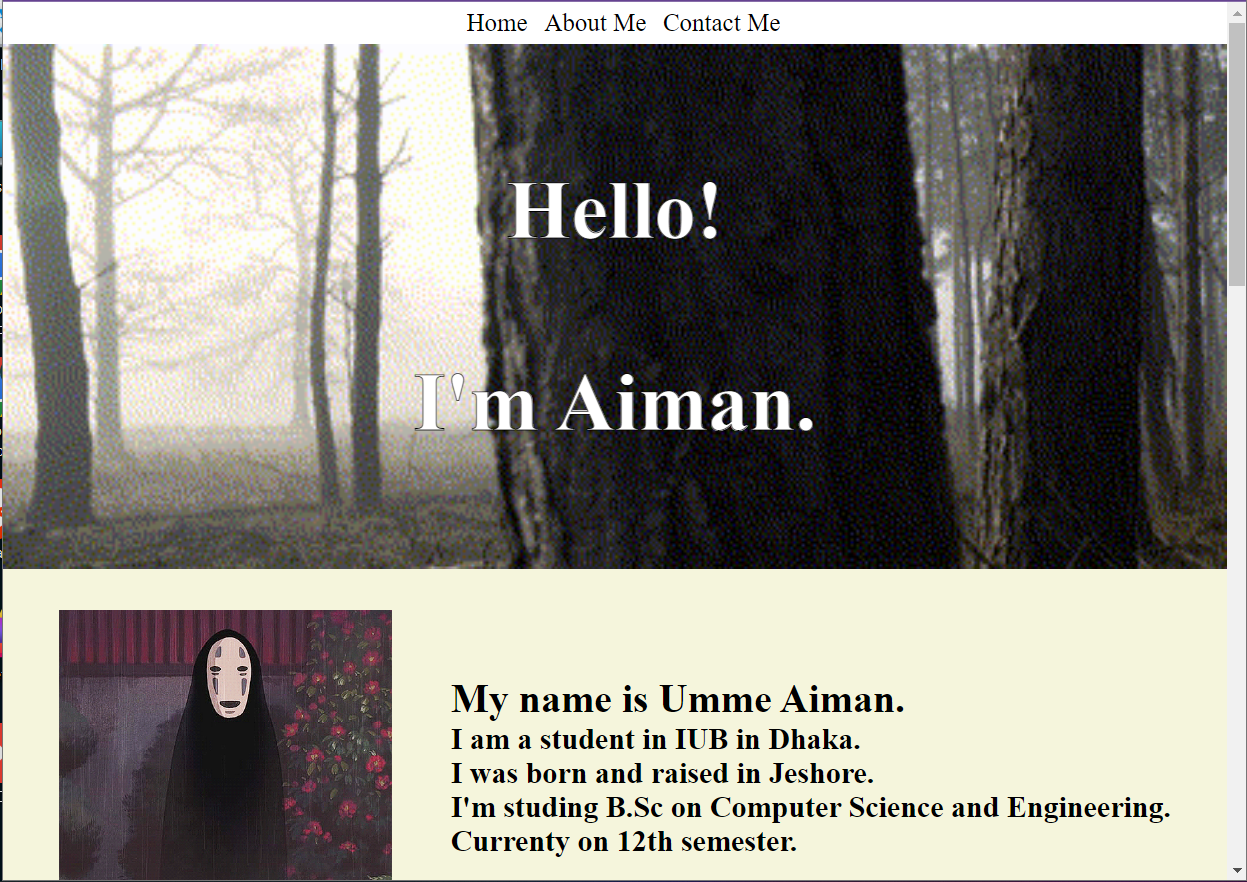 Home About Me Contact Me
Hello!
I'm Aiman.
My name is Umme Aiman.
I am a student in IUB in Dhaka.
I was born and raised in Jeshore.
I'm studing B.Sc on Computer Science and Engineering.
Currenty on 12th semester.